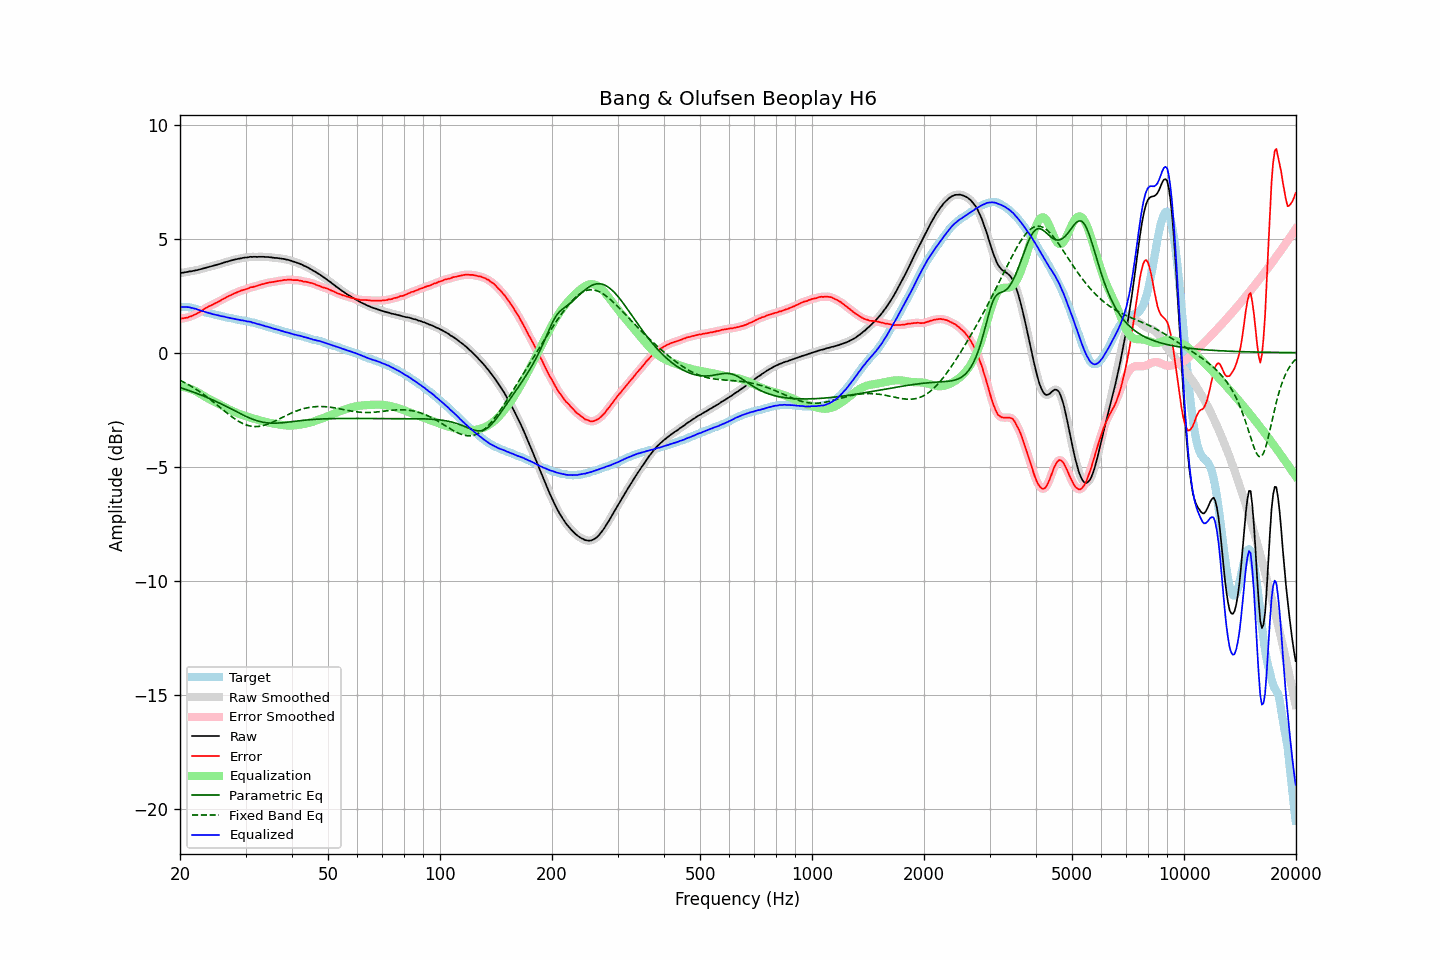 Bang & Olufsen Beoplay H6
Amplitude (dBr)
10
5
0
−5
−10
−15
−20
Target
Raw Smoothed
Error Smoothed
Raw
Error
Equalization
Parametric Eq
Fixed Band Eq
Equalized
20 50 100 200 500 1000 2000 5000 10000 20000
Frequency (Hz)